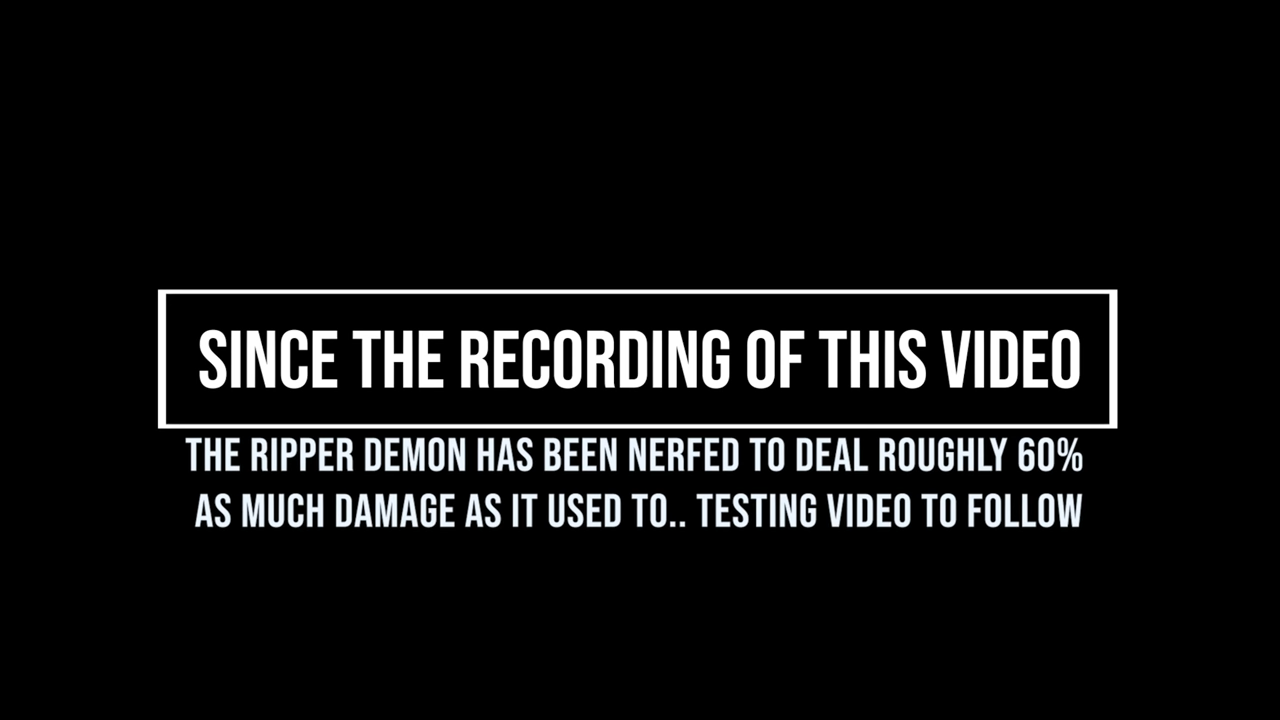 SINCE THE RECORDING OF THIS VIDEO
THE RIPPER DEMON HAS BEEN NERFED TO DEAL ROUGHLY 60%
AS MUCH DAMAGE AS IT USED TO.. TESTING VIDEO TO FOLLOW